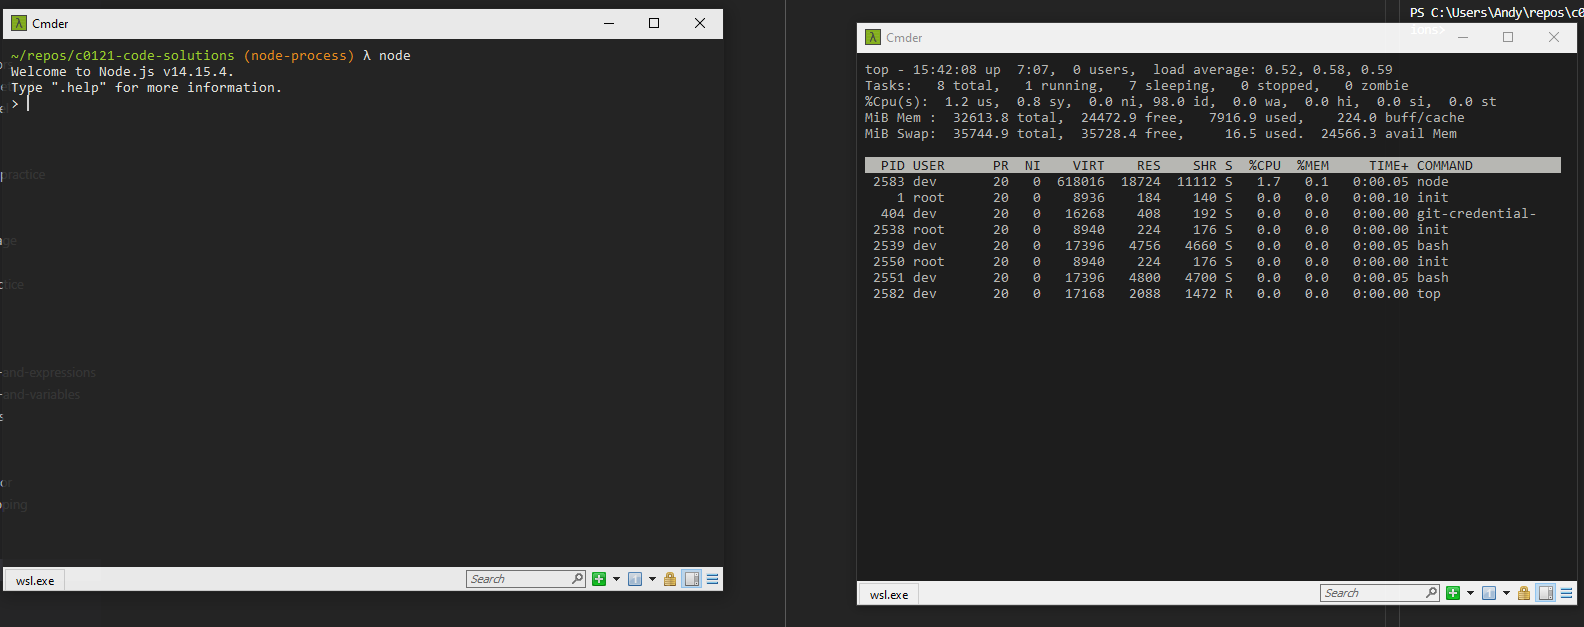 Cmder
~/repos/c0121-code-solutions (node-process) λ node
Welcome to Node.js v14.15.4.
Type ".help" for more information.
>
practice
-and-expressions
-and-variables
wsl.exe
Search
PS C:\Users\Andy\repos\c0
ions>
Cmder
top - 15:42:08 up  7:07,  0 users,  load average: 0.52, 0.58, 0.59
Tasks:   8 total,   1 running,   7 sleeping,   0 stopped,   0 zombie
%Cpu(s):  1.2 us,  0.8 sy,  0.0 ni, 98.0 id,  0.0 wa,  0.0 hi,  0.0 si,  0.0 st
MiB Mem :  32613.8 total,  24472.9 free,   7916.9 used,    224.0 buff/cache
MiB Swap:  35744.9 total,  35728.4 free,     16.5 used.  24566.3 avail Mem
PID USER      PR  NI    VIRT    RES    SHR S  %CPU  %MEM     TIME+ COMMAND
2583 dev       20   0  618016  18724  11112 S   1.7   0.1   0:00.05 node
1 root      20   0    8936    184    140 S   0.0   0.0   0:00.10 init
404 dev       20   0   16268    408    192 S   0.0   0.0   0:00.00 git-credential-
2538 root      20   0    8940    224    176 S   0.0   0.0   0:00.00 init
2539 dev       20   0   17396   4756   4660 S   0.0   0.0   0:00.05 bash
2550 root      20   0    8940    224    176 S   0.0   0.0   0:00.00 init
2551 dev       20   0   17396   4800   4700 S   0.0   0.0   0:00.05 bash
2582 dev       20   0   17168   2088   1472 R   0.0   0.0   0:00.00 top
wsl.exe
Search